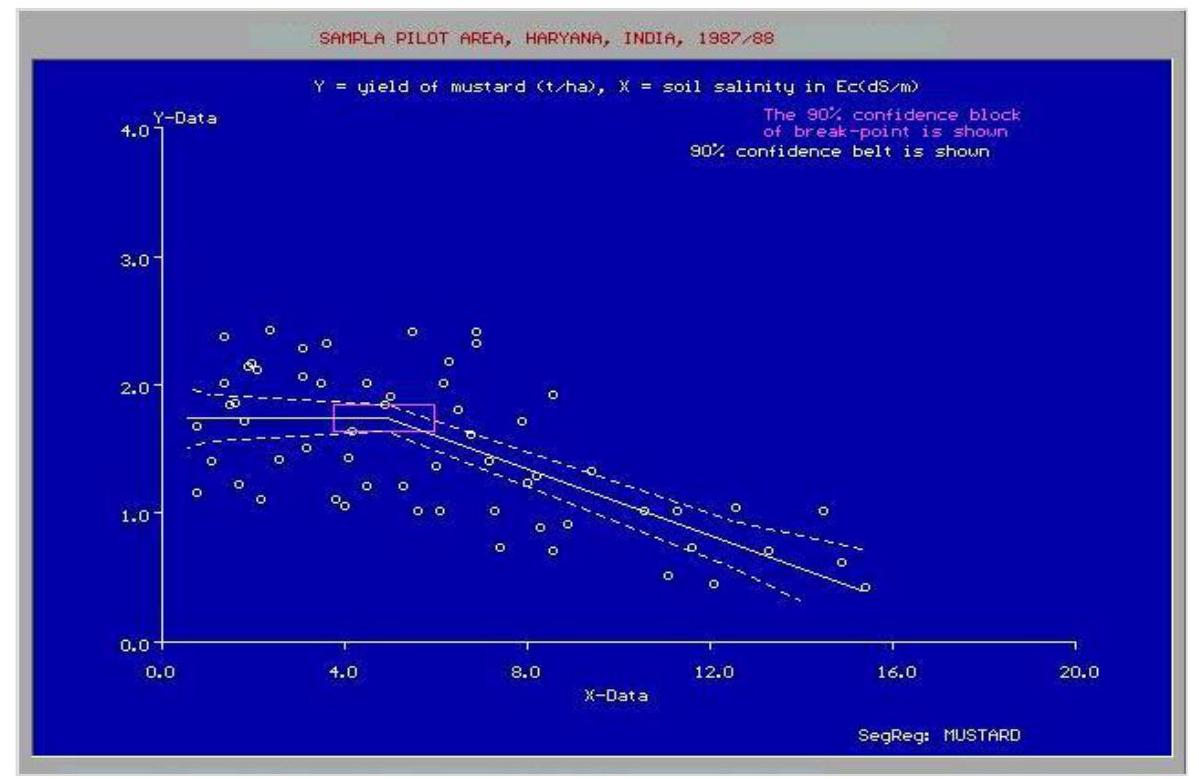 SAMPLA PILOT AREA, HARYANA, INDIA, 1987/88
Y = yield of mustard (t/ha), X = soil salinity in Ec(dS/m)
The 90% confidence block
of break-point is shown
90% confidence belt is shown
Y-Data
4.0
3.0
2.0
1.0
0.0
0.0 4.0 8.0 12.0 16.0 20.0
X-Data
SegReg: MUSTARD